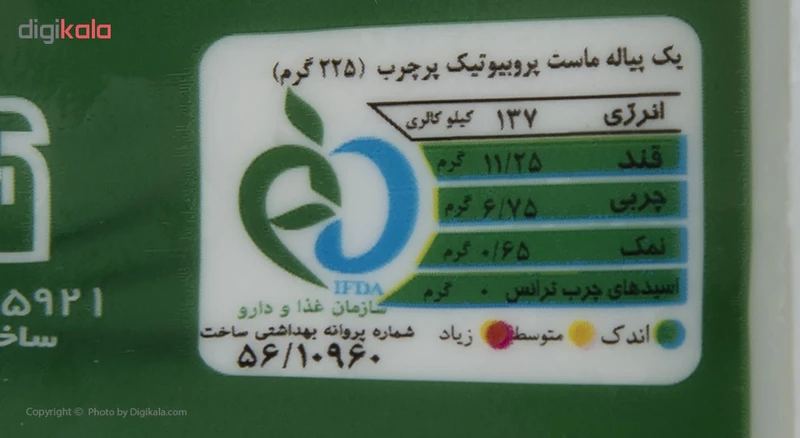 digikala
یک پیاله ماست پروبیوتیک پرچرب (۲۲۵ گرم)
انرژی ۱۳۷ کیلو کالری
قند ۱۱/۲۵ گرم
چربی ۶/۷۵ گرم
نمک ۰/۶۵ گرم
اسیدهای چرب ترانس ۰ گرم
IFDA
سازمان غذا و دارو
اندک متوسط زیاد
شماره پروانه بهداشتی ساخت
۵۶/۱۰۹۶۰
۵۹۲۱
Copyright © Photo by Digikala.com